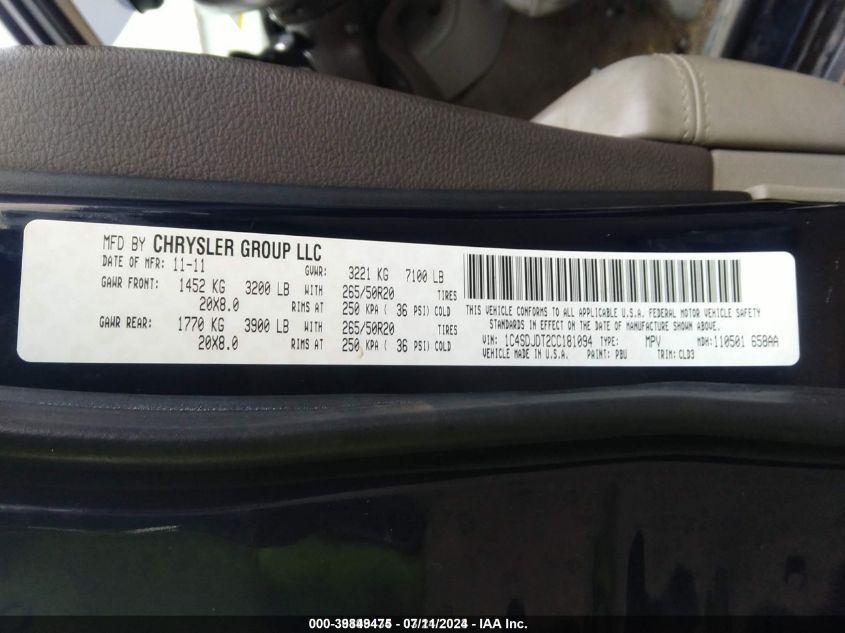 MFD BY CHRYSLER GROUP LLC
DATE OF MFR: 11-11 GVWR: 3221 KG 7100 LB
GAWR FRONT: 1452 KG 3200 LB WITH 265/50R20 TIRES
20X8.0 RIMS AT 250 KPA ( 36 PSI) COLD
GAWR REAR: 1770 KG 3900 LB WITH 265/50R20 TIRES
20X8.0 RIMS AT 250 KPA ( 36 PSI) COLD
THIS VEHICLE CONFORMS TO ALL APPLICABLE U.S.A. FEDERAL MOTOR VEHICLE SAFETY
STANDARDS IN EFFECT ON THE DATE OF MANUFACTURE SHOWN ABOVE.
VIN: 1C4SDJDT2CC181094 TYPE: MPV MDH: 110501 658AA
VEHICLE MADE IN U.S.A. PAINT: PBU TRIM: CLD3
- IAA Inc.